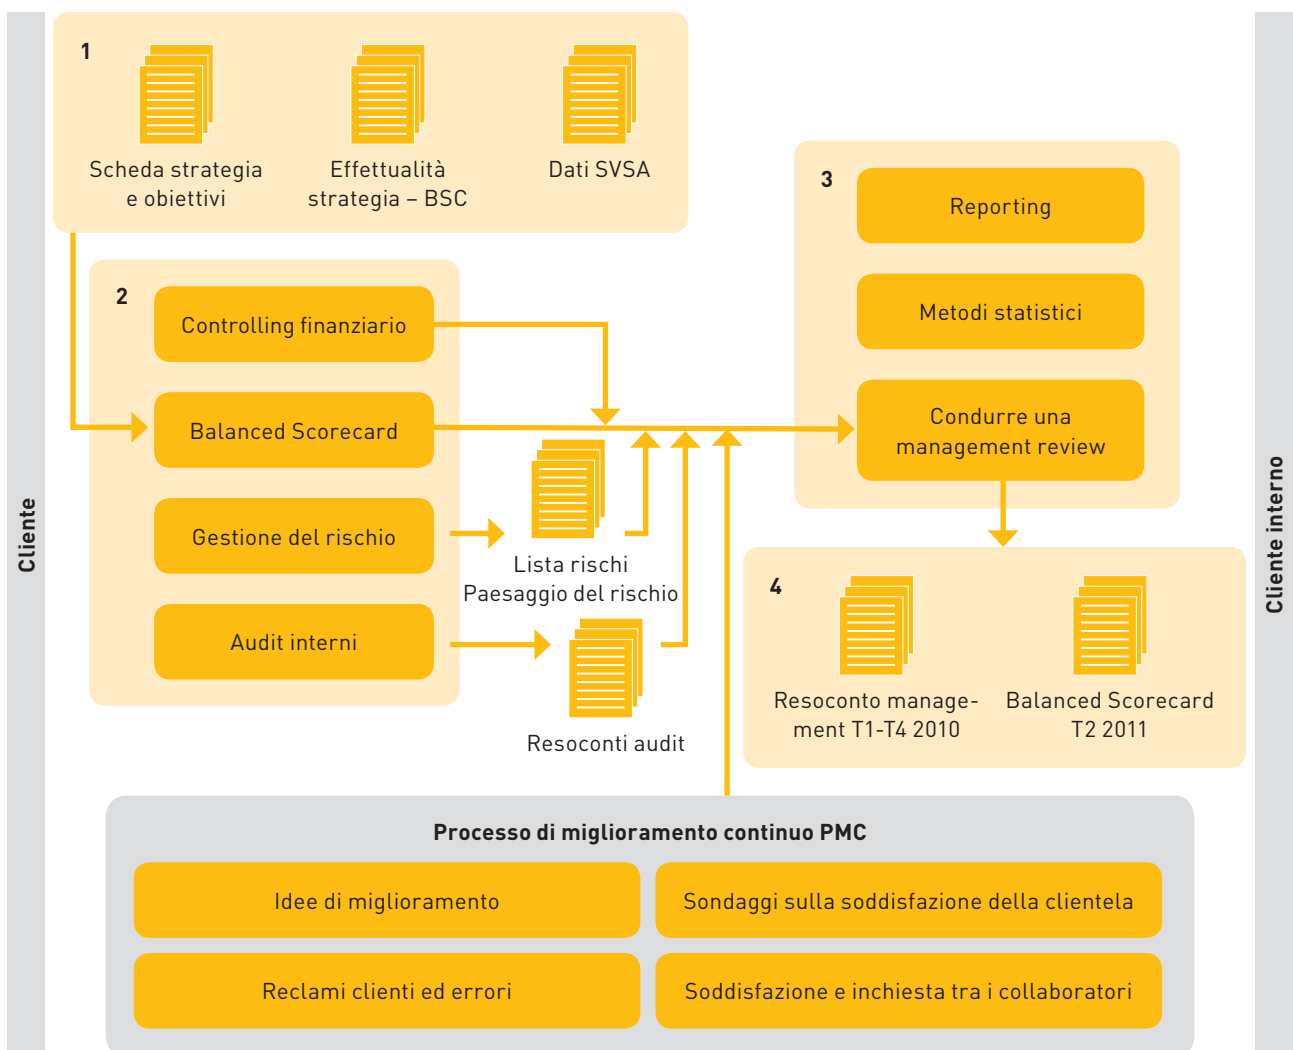 Cliente
1
Scheda strategia
e obiettivi
Effettualità
strategia – BSC
Dati SVSA
2
Controlling finanziario
Balanced Scorecard
Gestione del rischio
Audit interni
Lista rischi
Paesaggio del rischio
Resoconti audit
3
Reporting
Metodi statistici
Condurre una
management review
4
Resoconto manage-
ment T1-T4 2010
Balanced Scorecard
T2 2011
Processo di miglioramento continuo PMC
Idee di miglioramento
Sondaggi sulla soddisfazione della clientela
Reclami clienti ed errori
Soddisfazione e inchiesta tra i collaboratori
Cliente interno